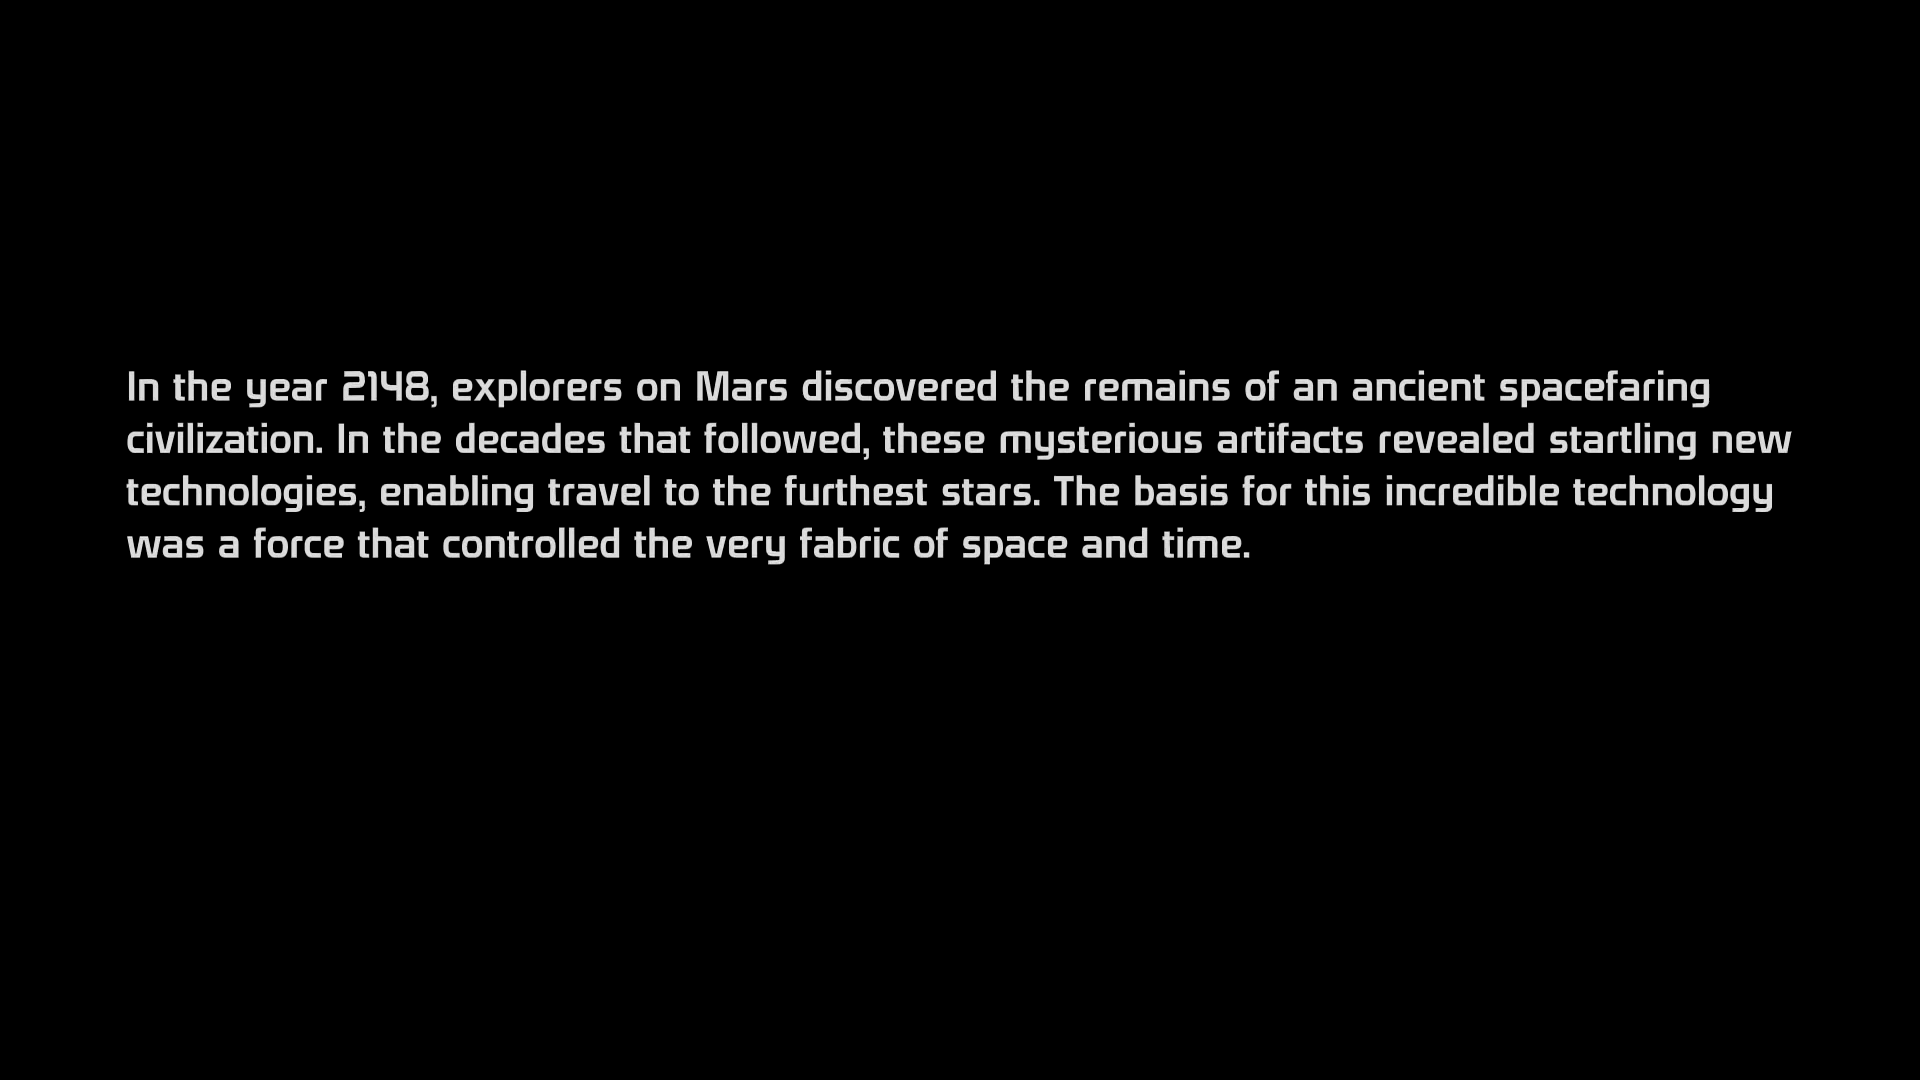 In the year 2148, explorers on Mars discovered the remains of an ancient spacefaring
civilization. In the decades that followed, these mysterious artifacts revealed startling new
technologies, enabling travel to the furthest stars. The basis for this incredible technology
was a force that controlled the very fabric of space and time.